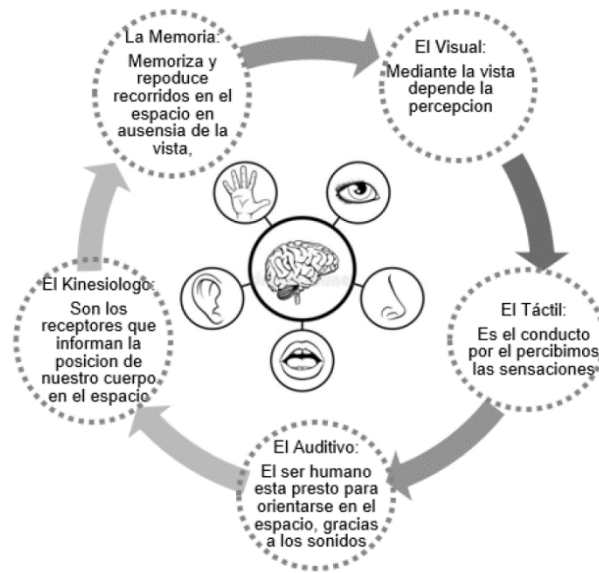 La Memoria:
Memoriza y
repoduce
recorridos en el
espacio en
ausensia de la
vista,
El Visual:
Mediante la vista
depende la
percepcion
El Táctil:
Es el conducto
por el percibimos
las sensaciones
El Auditivo:
El ser humano
esta presto para
orientarse en el
espacio, gracias
a los sonidos
El Kinesiologo:
Son los
receptores que
informan la
posicion de
nuestro cuerpo
en el espacio